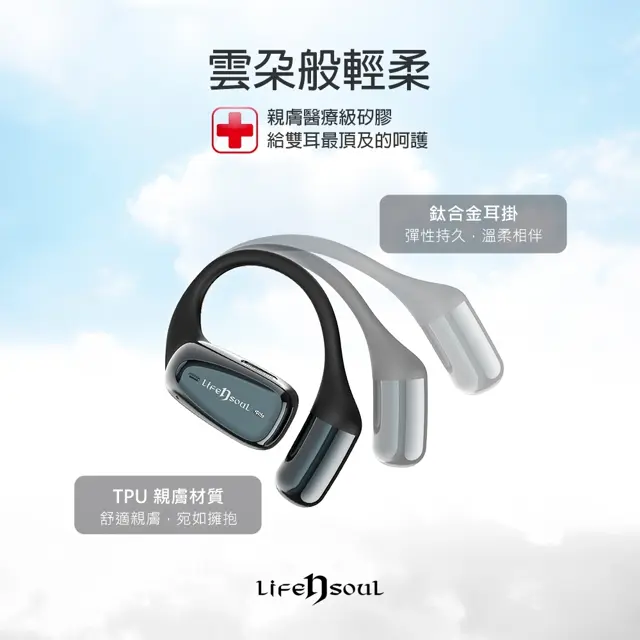 雲朵般輕柔
親膚醫療級矽膠
給雙耳最頂及的呵護
鈦合金耳掛
彈性持久．溫柔相伴
LIFEnSOUL
TPU 親膚材質
舒適親膚．宛如擁抱
LIFEnSOUL